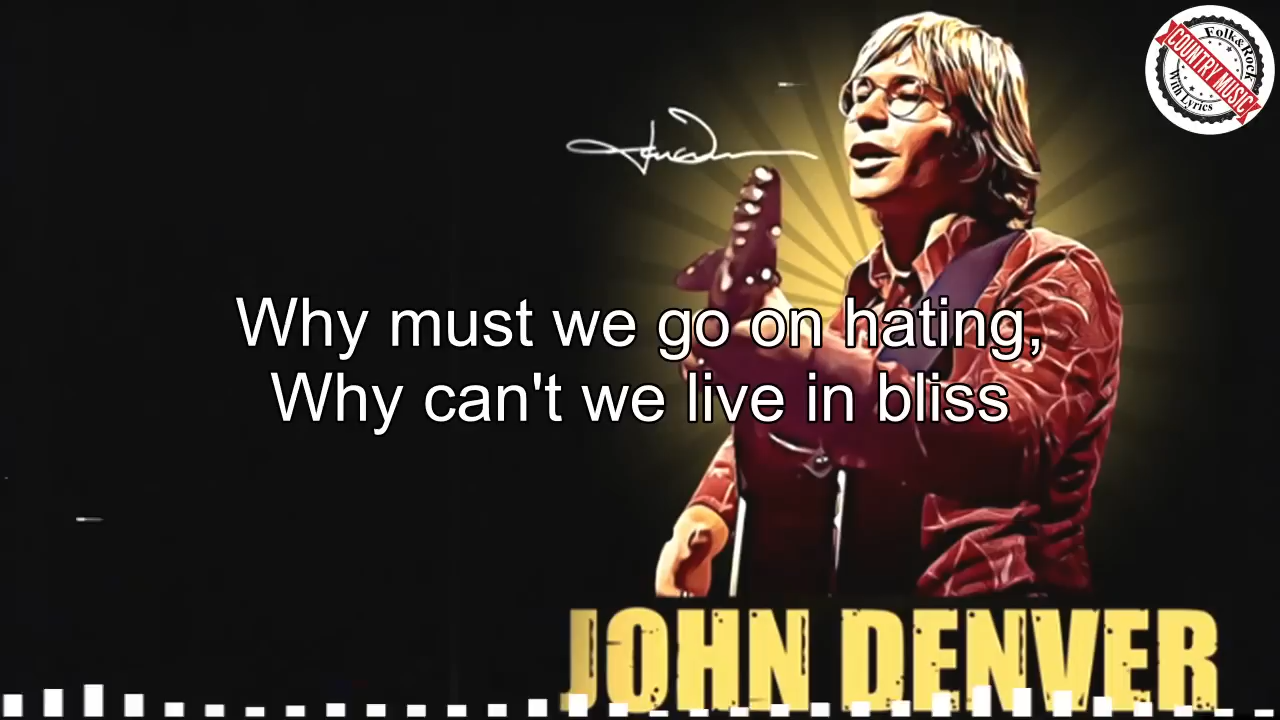 Folk&Rock
COUNTRY MUSIC
With Lyrics
Why must we go on hating,
Why can't we live in bliss
JOHN DENVER